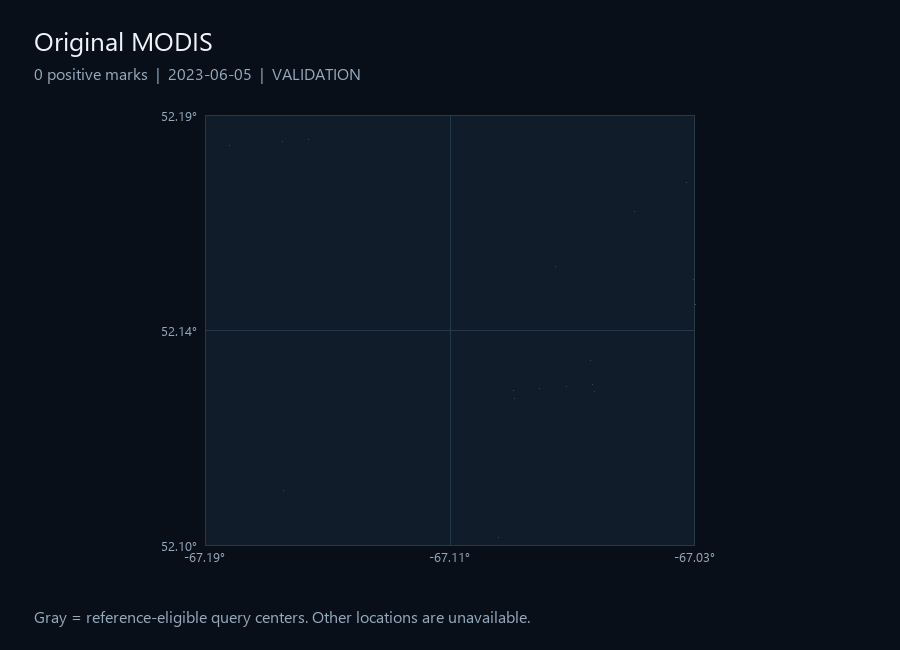 Original MODIS
0 positive marks | 2023-06-05 | VALIDATION
52.19°
52.14°
52.10°
-67.19°
-67.11°
-67.03°
Gray = reference-eligible query centers. Other locations are unavailable.